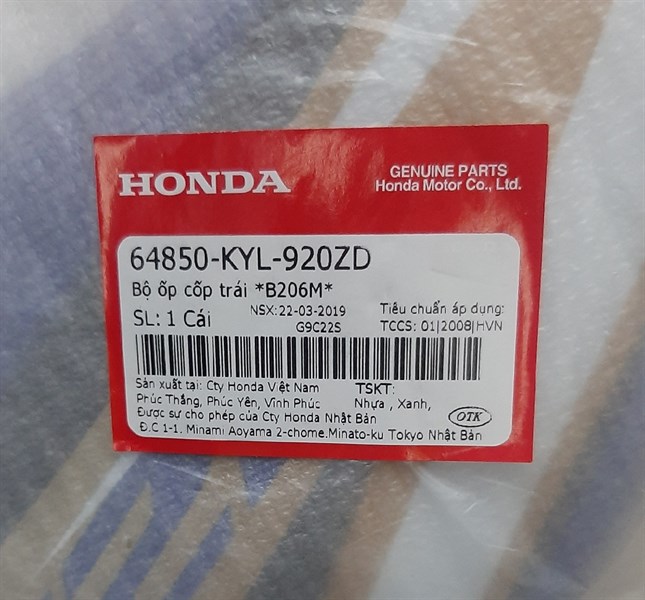 HONDA
GENUINE PARTS
Honda Motor Co., Ltd.
64850-KYL-920ZD
Bộ ốp cốp trái *B206M*
NSX:22-03-2019
Tiêu chuẩn áp dụng:
SL: 1 Cái
G9C22S
TCCS: 01|2008|HVN
Sản xuất tại: Cty Honda Việt Nam
TSKT:
Phúc Thắng, Phúc Yên, Vĩnh Phúc
Nhựa , Xanh,
Được sự cho phép của Cty Honda Nhật Bản
OTK
Đ.C 1-1. Minami Aoyama 2-chome.Minato-ku Tokyo Nhật Bản